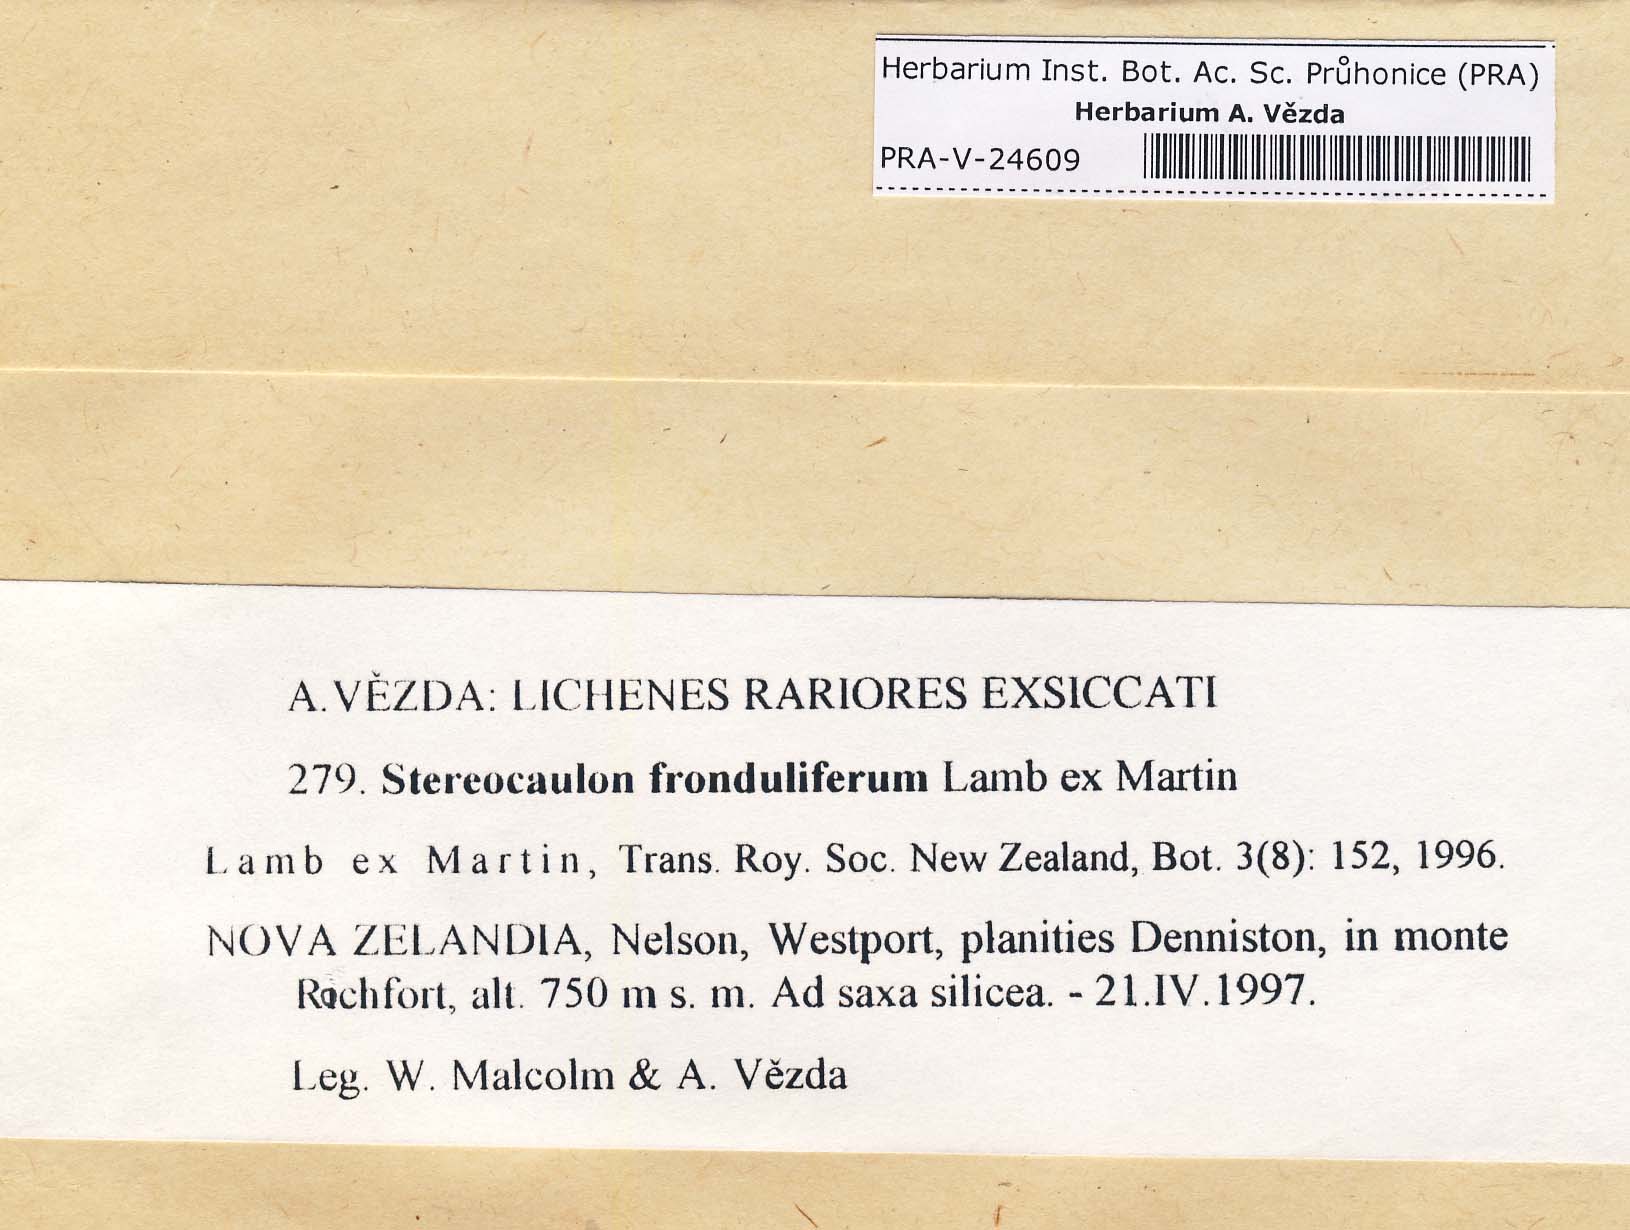 Herbarium Inst. Bot. Ac. Sc. Průhonice (PRA)
Herbarium A. Vězda
PRA-V-24609
A.VĚZDA: LICHENES RARIORES EXSICCATI
279. Stereocaulon fronduliferum Lamb ex Martin
Lamb ex Martin, Trans. Roy. Soc. New Zealand, Bot. 3(8): 152, 1996.
NOVA ZELANDIA, Nelson, Westport, planities Denniston, in monte
Rochfort, alt. 750 m s. m. Ad saxa silicea. - 21.IV.1997.
Leg. W. Malcolm & A. Vězda